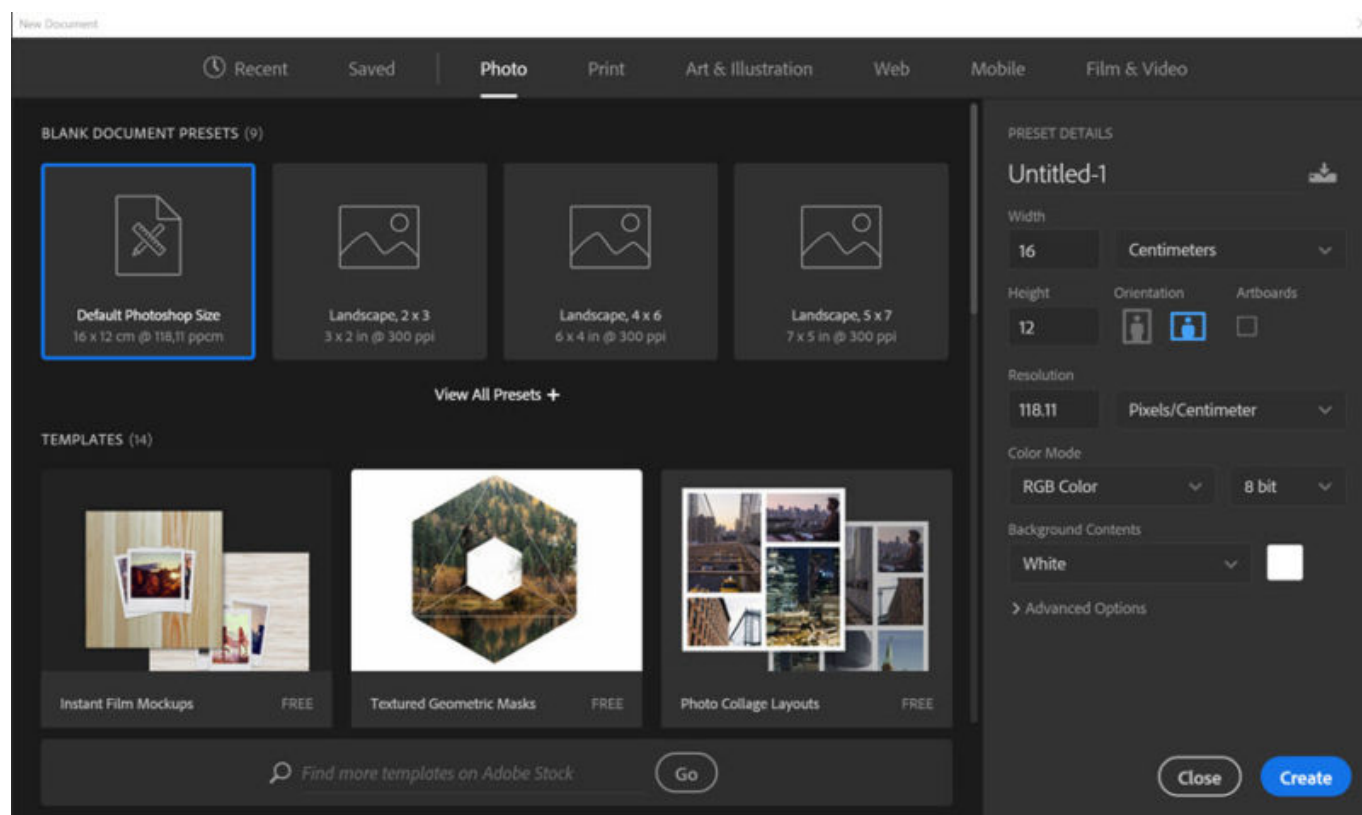 New Document
Recent Saved Photo Print Art & Illustration Web Mobile Film & Video
BLANK DOCUMENT PRESETS (9)
Default Photoshop Size
16 x 12 cm @ 118,11 ppcm
Landscape, 2 x 3
3 x 2 in @ 300 ppi
Landscape, 4 x 6
6 x 4 in @ 300 ppi
Landscape, 5 x 7
7 x 5 in @ 300 ppi
View All Presets +
TEMPLATES (14)
Instant Film Mockups FREE
Textured Geometric Masks FREE
Photo Collage Layouts FREE
Find more templates on Adobe Stock Go
PRESET DETAILS
Untitled-1
Width
16 Centimeters
Height Orientation Artboards
12
Resolution
118.11 Pixels/Centimeter
Color Mode
RGB Color 8 bit
Background Contents
White
Advanced Options
Close Create